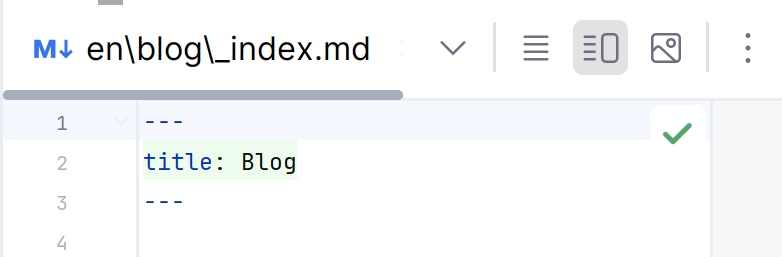 M↓ en\blog\_index.md
1 ---
2 title: Blog
3 ---
4